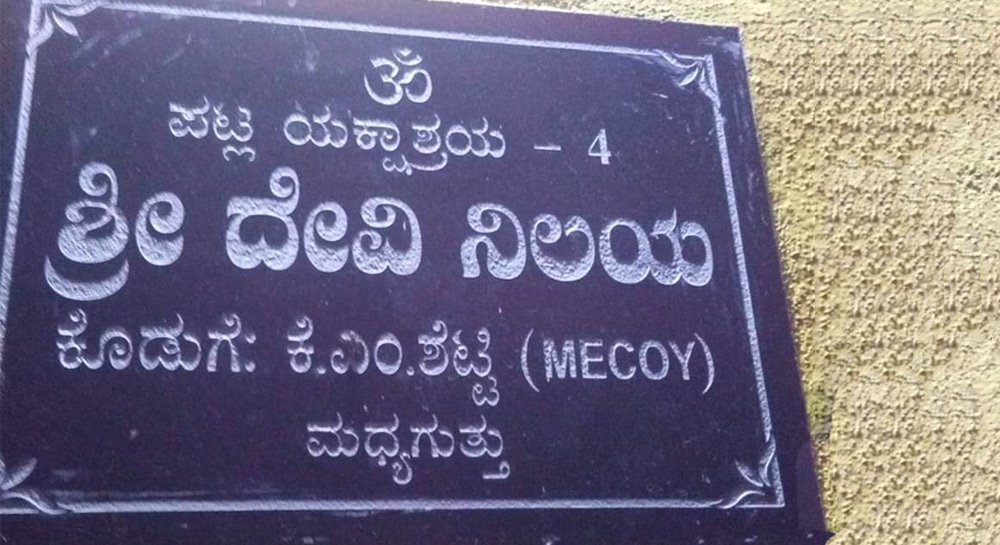 ॐ
ಪಟ್ಲ ಯಕ್ಷಾಶ್ರಯ - 4
ಶ್ರೀ ದೇವಿ ನಿಲಯ
ಕೊಡುಗೆ: ಕೆ.ಎಂ.ಶೆಟ್ಟಿ (MECOY)
ಮಧ್ಯಗುತ್ತು